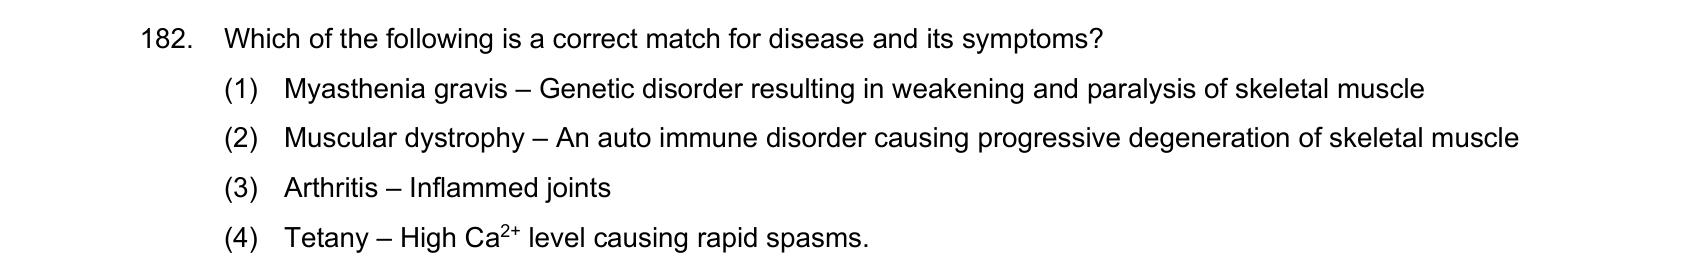 182. Which of the following is a correct match for disease and its symptoms?
(1) Myasthenia gravis – Genetic disorder resulting in weakening and paralysis of skeletal muscle
(2) Muscular dystrophy – An auto immune disorder causing progressive degeneration of skeletal muscle
(3) Arthritis – Inflammed joints
(4) Tetany – High Ca²⁺ level causing rapid spasms.